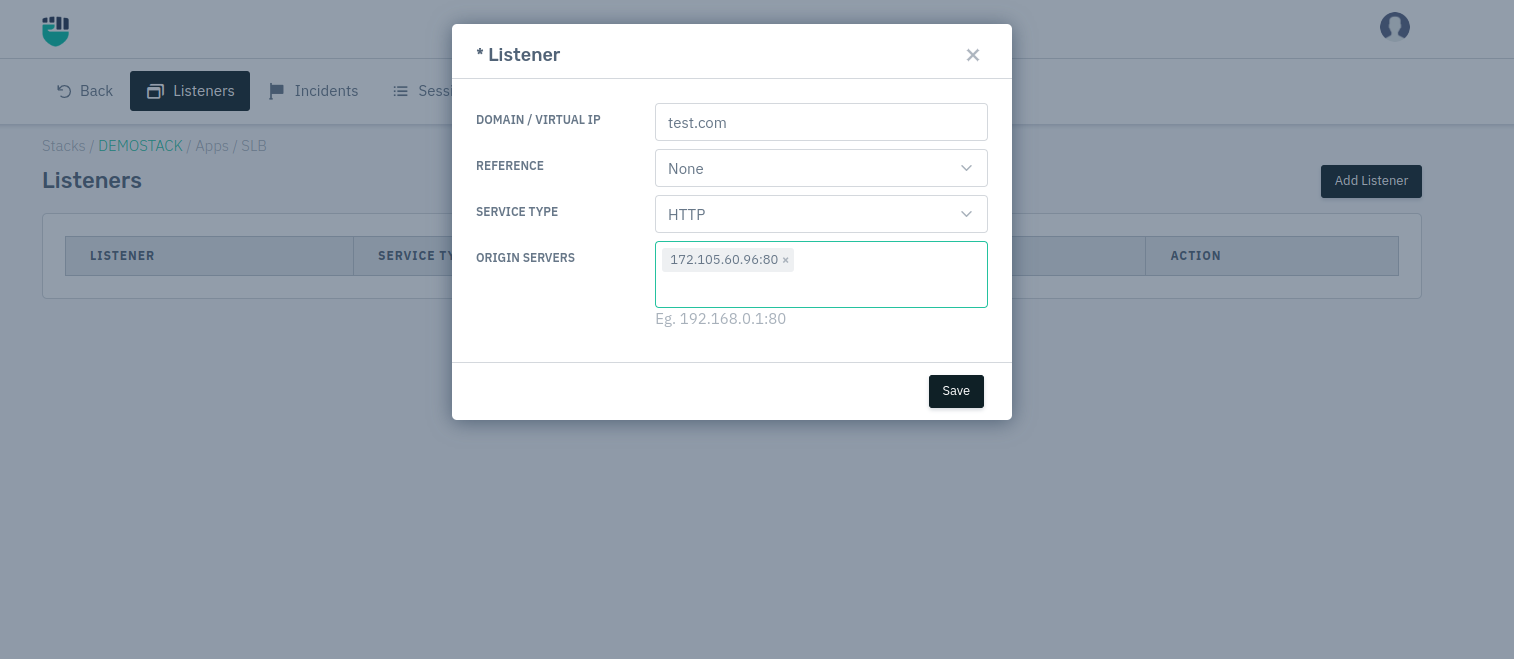 * Listener
Back
Listeners
Incidents
DOMAIN / VIRTUAL IP
test.com
Stacks / DEMOSTACK / Apps / SLB
REFERENCE
None
Listeners
Add Listener
SERVICE TYPE
HTTP
LISTENER
SERVICE TY
ORIGIN SERVERS
172.105.60.96:80 ×
ACTION
Eg. 192.168.0.1:80
Save